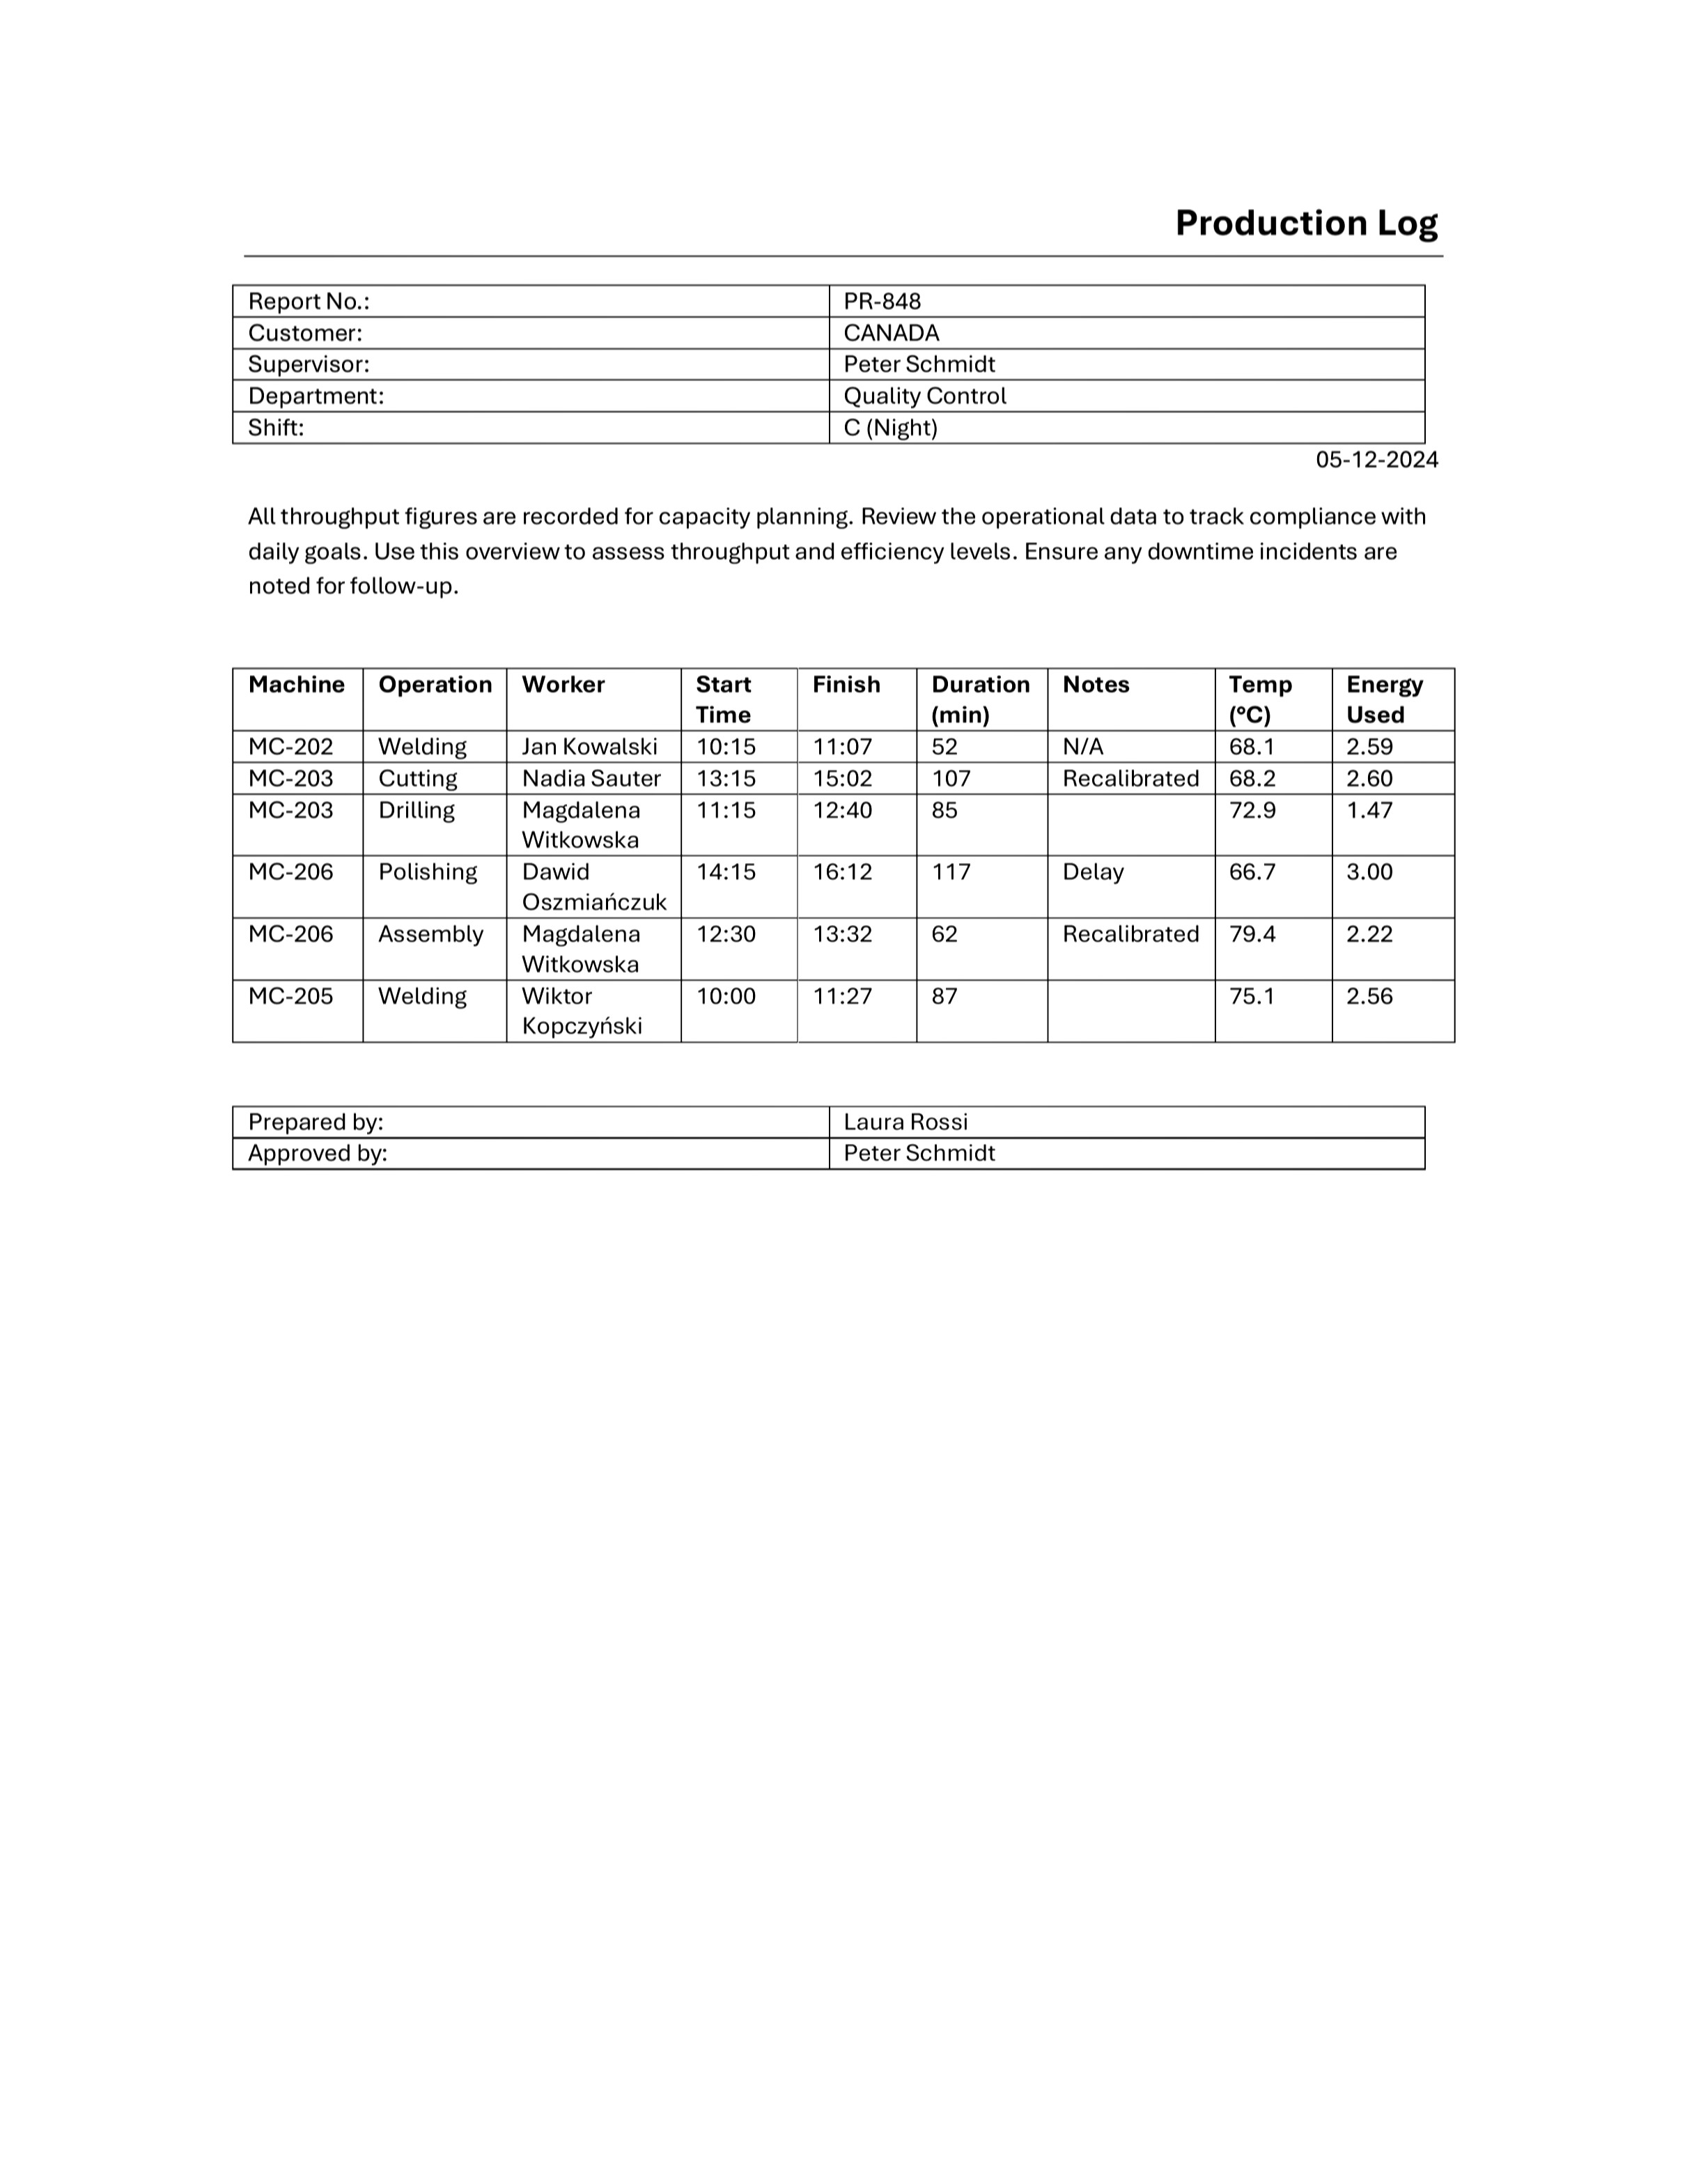 Production Log
Report No.: PR-848
Customer: CANADA
Supervisor: Peter Schmidt
Department: Quality Control
Shift: C (Night)
05-12-2024
All throughput figures are recorded for capacity planning. Review the operational data to track compliance with
daily goals. Use this overview to assess throughput and efficiency levels. Ensure any downtime incidents are
noted for follow-up.
Machine Operation Worker Start Time Finish Duration (min) Notes Temp (°C) Energy Used
MC-202 Welding Jan Kowalski 10:15 11:07 52 N/A 68.1 2.59
MC-203 Cutting Nadia Sauter 13:15 15:02 107 Recalibrated 68.2 2.60
MC-203 Drilling Magdalena Witkowska 11:15 12:40 85 72.9 1.47
MC-206 Polishing Dawid Oszmiańczuk 14:15 16:12 117 Delay 66.7 3.00
MC-206 Assembly Magdalena Witkowska 12:30 13:32 62 Recalibrated 79.4 2.22
MC-205 Welding Wiktor Kopczyński 10:00 11:27 87 75.1 2.56
Prepared by: Laura Rossi
Approved by: Peter Schmidt